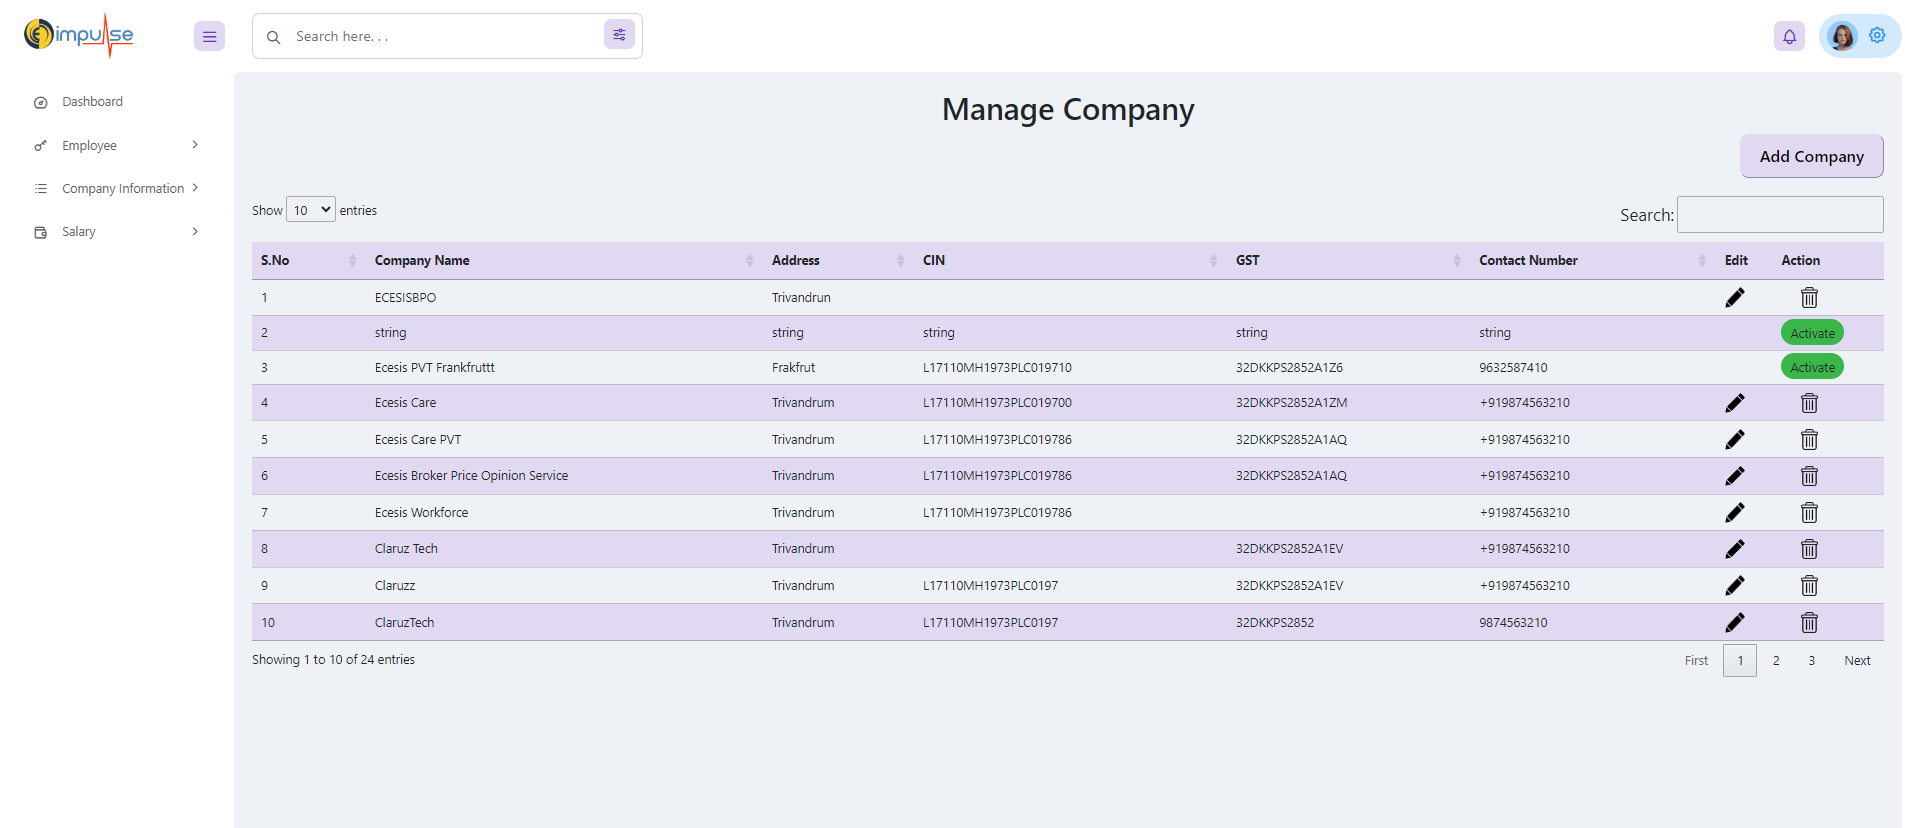 impulse
Search here. . .
Dashboard
Employee
Company Information
Salary
Manage Company
Add Company
Show 10 entries
Search:
S.No Company Name Address CIN GST Contact Number Edit Action
1 ECESISBPO Trivandrun
2 string string string string string Activate
3 Ecesis PVT Frankfruttt Frakfrut L17110MH1973PLC019710 32DKKPS2852A1Z6 9632587410 Activate
4 Ecesis Care Trivandrum L17110MH1973PLC019700 32DKKPS2852A1ZM +919874563210
5 Ecesis Care PVT Trivandrum L17110MH1973PLC019786 32DKKPS2852A1AQ +919874563210
6 Ecesis Broker Price Opinion Service Trivandrum L17110MH1973PLC019786 32DKKPS2852A1AQ +919874563210
7 Ecesis Workforce Trivandrum L17110MH1973PLC019786 +919874563210
8 Claruz Tech Trivandrum 32DKKPS2852A1EV +919874563210
9 Claruzz Trivandrum L17110MH1973PLC0197 32DKKPS2852A1EV +919874563210
10 ClaruzTech Trivandrum L17110MH1973PLC0197 32DKKPS2852 9874563210
Showing 1 to 10 of 24 entries
First 1 2 3 Next